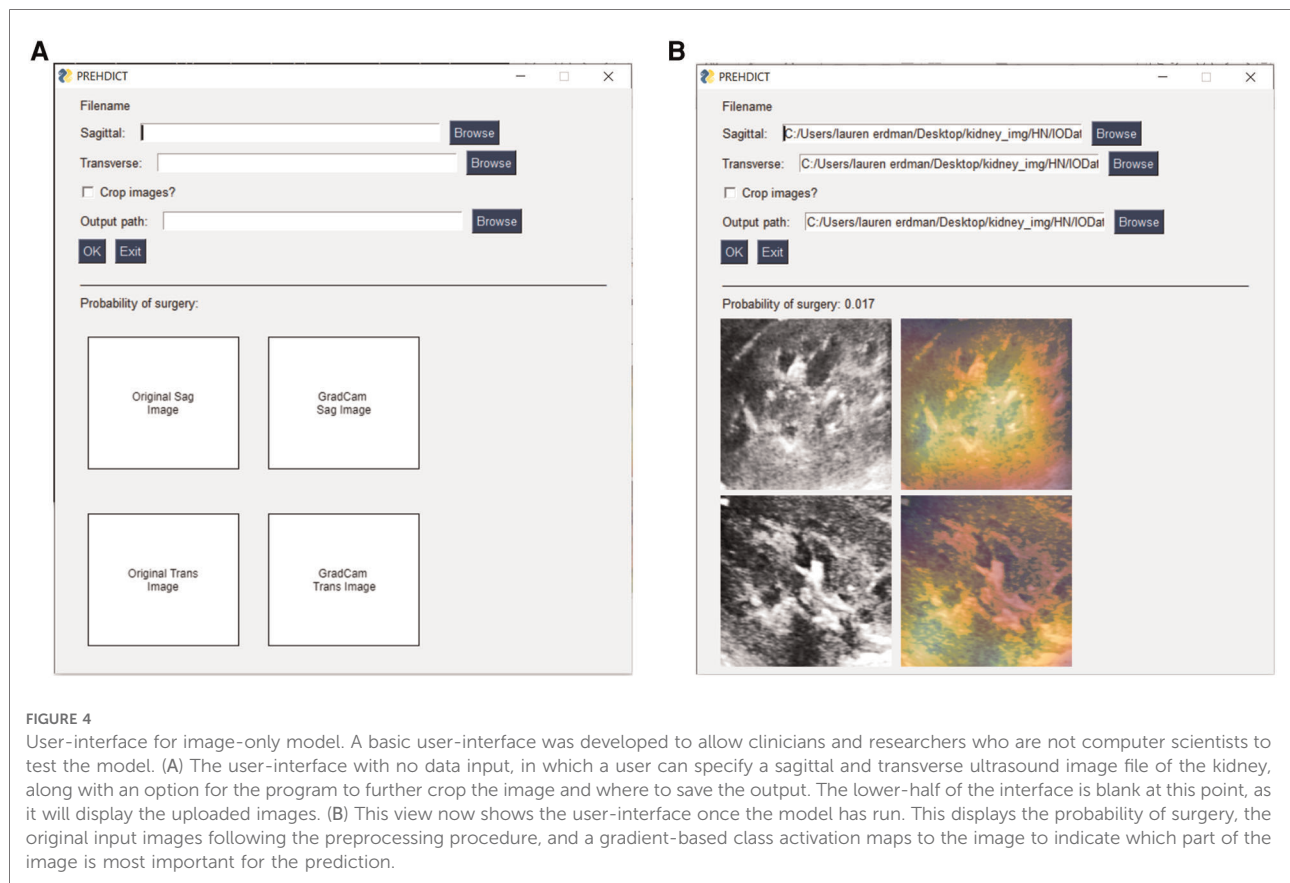 A
PREHDICT
Filename
Sagittal: Browse
Transverse: Browse
Crop images?
Output path: Browse
OK Exit
Probability of surgery:
Original Sag
Image
GradCam
Sag Image
Original Trans
Image
GradCam
Trans Image
B
PREHDICT
Filename
Sagittal: C:/Users/lauren erdman/Desktop/kidney_img/HN/IODat Browse
Transverse: C:/Users/lauren erdman/Desktop/kidney_img/HN/IODat Browse
Crop images?
Output path: C:/Users/lauren erdman/Desktop/kidney_img/HN/IODat Browse
OK Exit
Probability of surgery: 0.017
FIGURE 4
User-interface for image-only model. A basic user-interface was developed to allow clinicians and researchers who are not computer scientists to
test the model. (A) The user-interface with no data input, in which a user can specify a sagittal and transverse ultrasound image file of the kidney,
along with an option for the program to further crop the image and where to save the output. The lower-half of the interface is blank at this point, as
it will display the uploaded images. (B) This view now shows the user-interface once the model has run. This displays the probability of surgery, the
original input images following the preprocessing procedure, and a gradient-based class activation maps to the image to indicate which part of the
image is most important for the prediction.